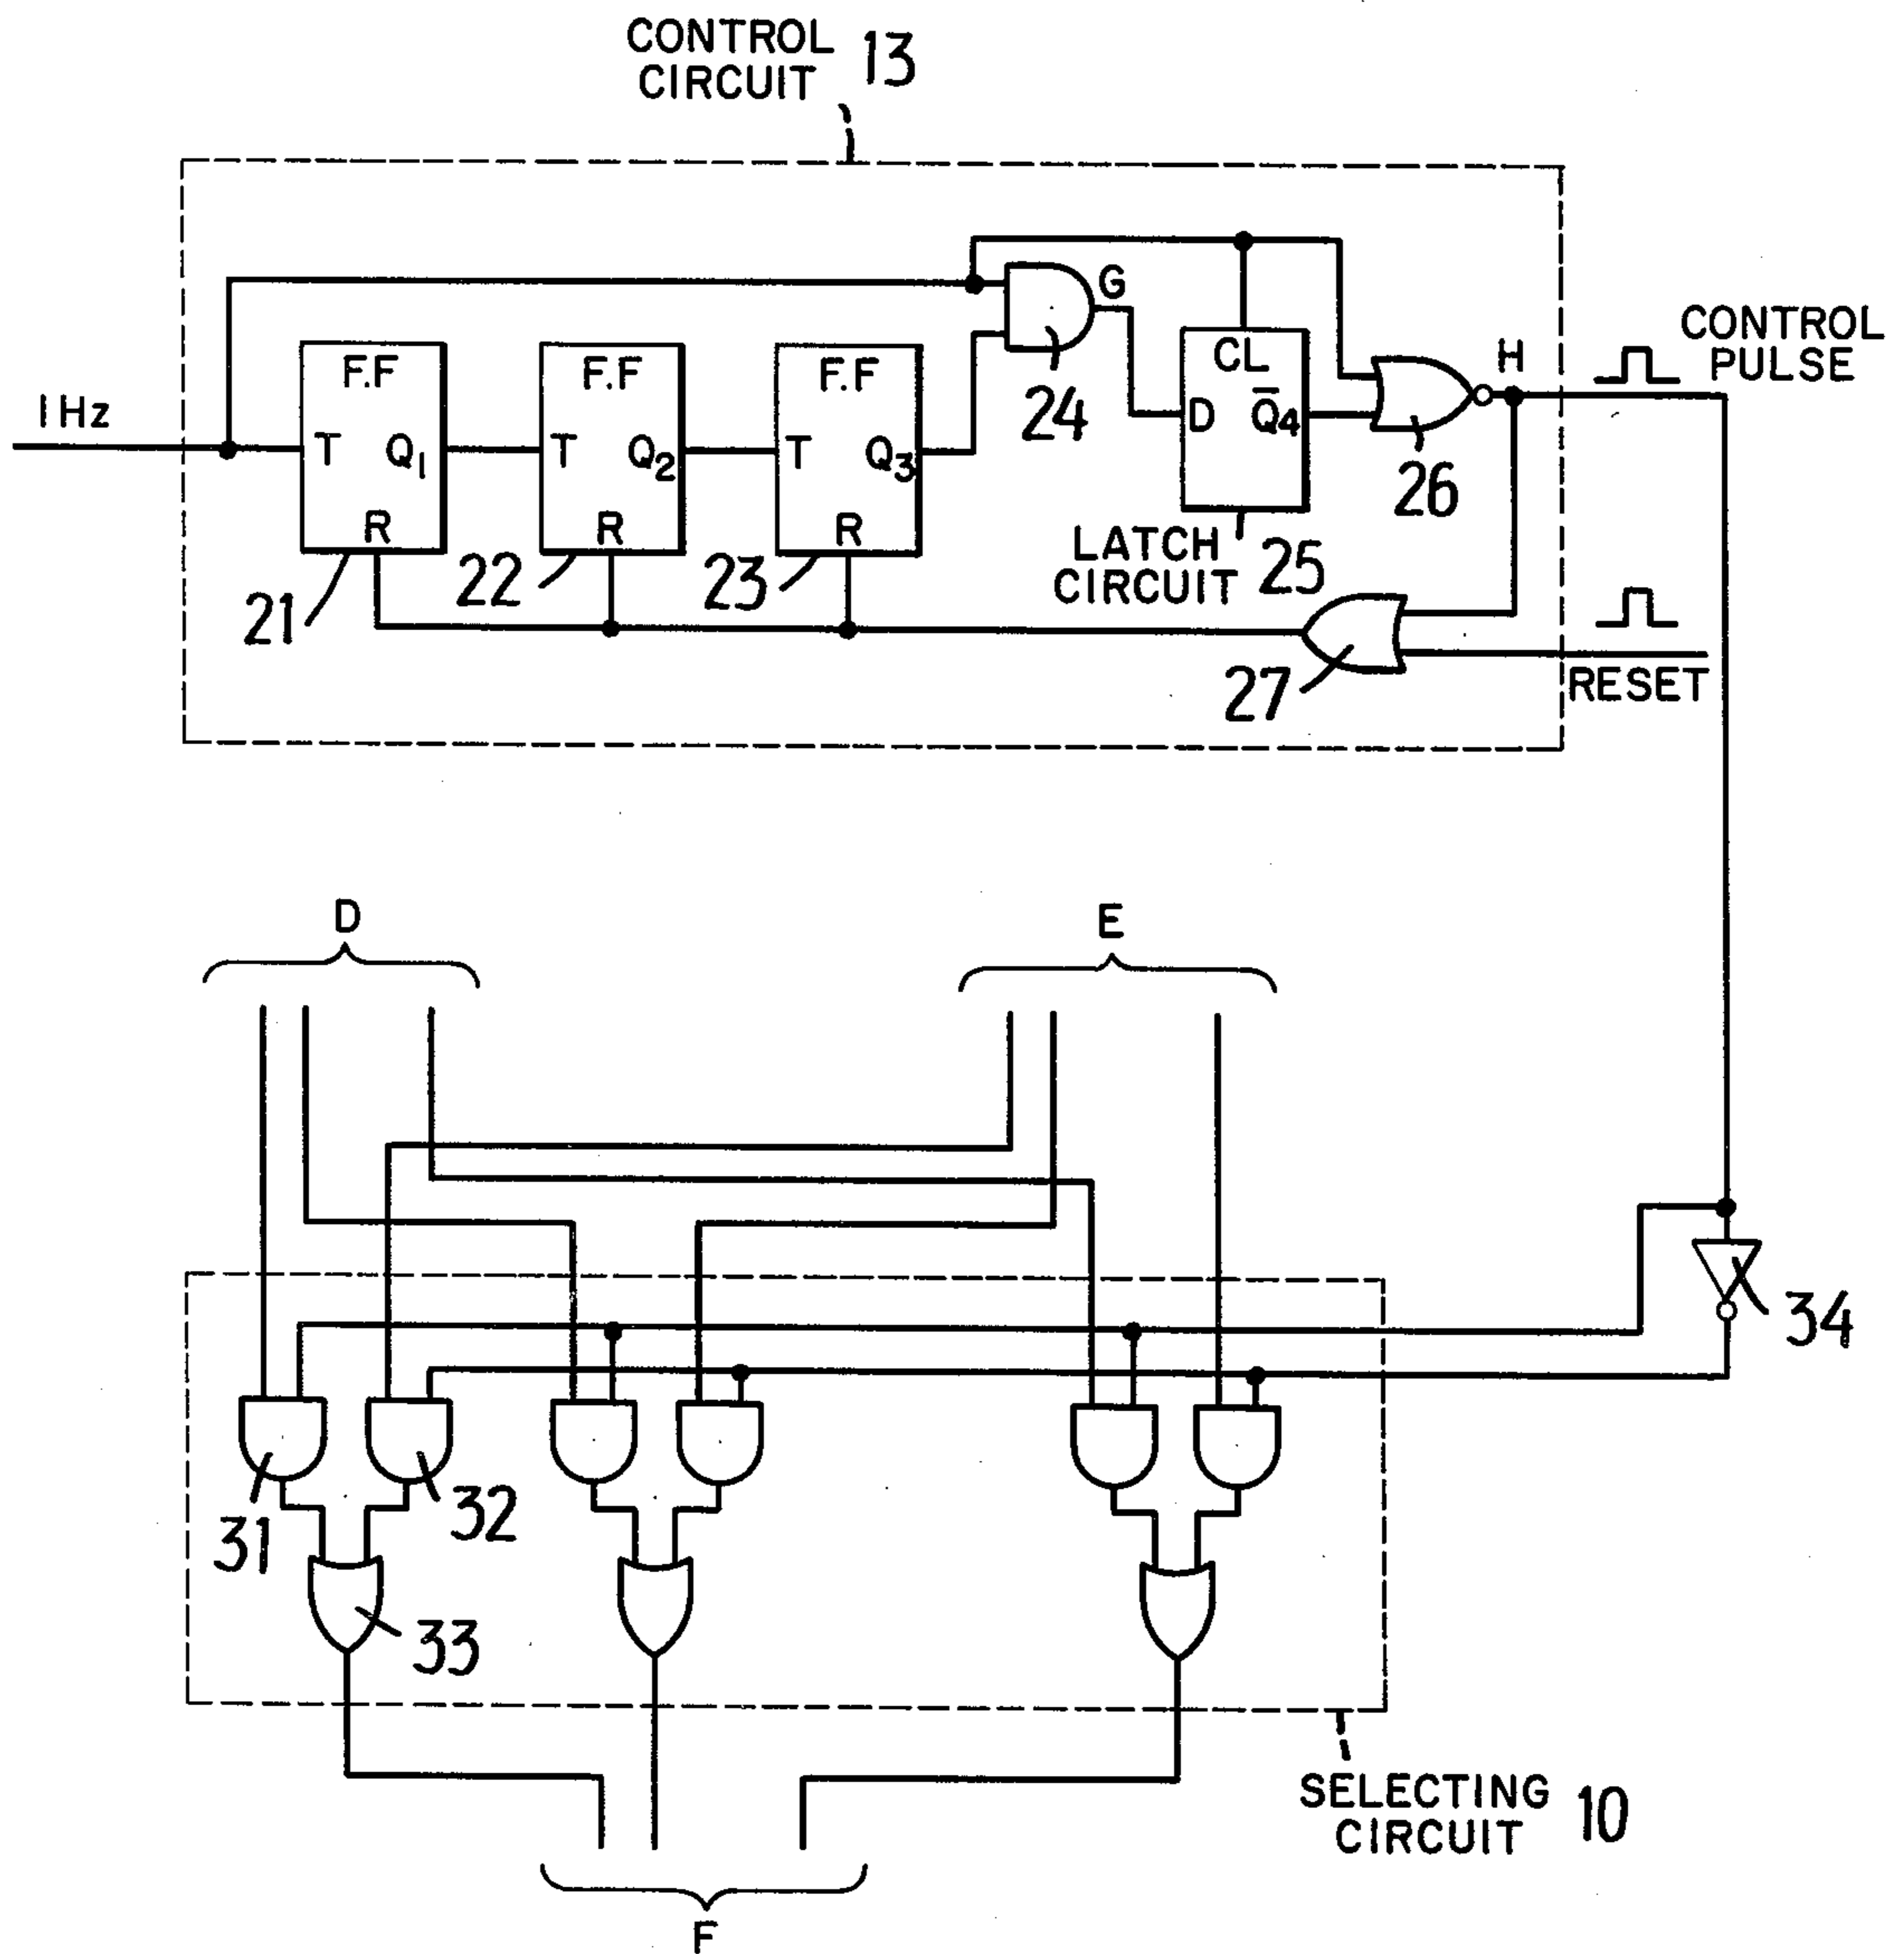 CONTROL
CIRCUIT 13
1Hz
F.F
T Q1
R
21
F.F
T Q2
R
22
F.F
T Q3
R
23
G
24
CL
D Q̅4
LATCH
CIRCUIT 25
H
26
CONTROL
PULSE
27
RESET
D
E
34
31
32
33
SELECTING
CIRCUIT 10
F